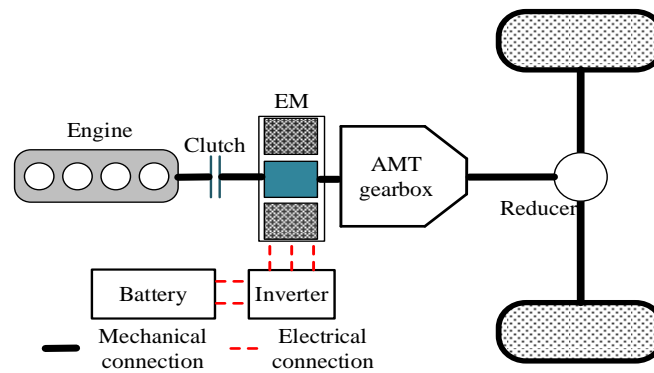 EM
Engine
Clutch
AMT
gearbox
Reducer
Battery
Inverter
Mechanical
connection
Electrical
connection